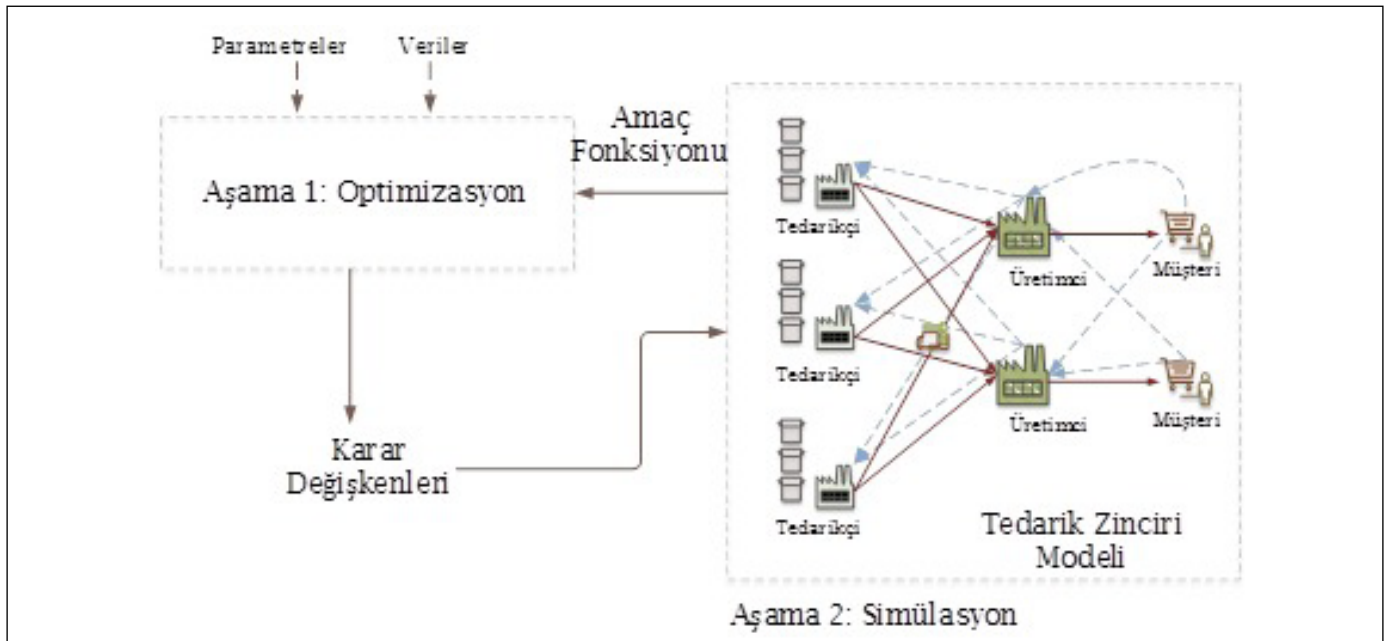 Parametreler
Veriler
Aşama 1: Optimizasyon
Amaç
Fonksiyonu
Karar
Değişkenleri
Tedarikçi
Tedarikçi
Tedarikçi
Üretimci
Müşteri
Üretimci
Müşteri
Tedarik Zinciri
Modeli
Aşama 2: Simülasyon